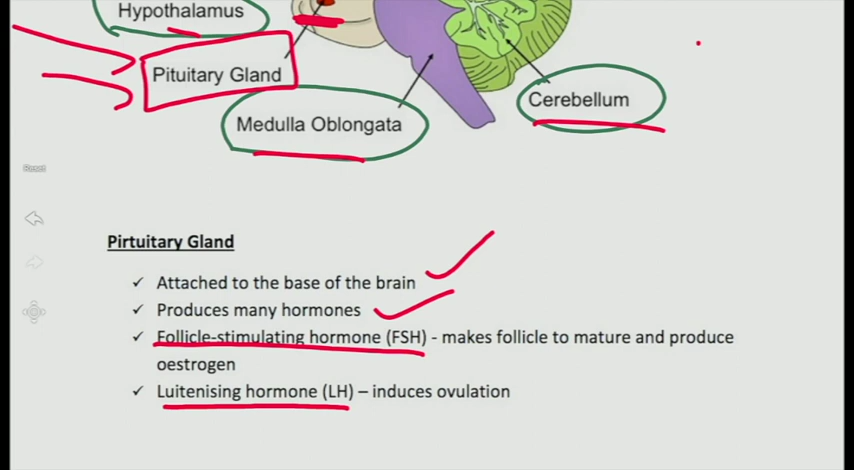 Hypothalamus
Pituitary Gland
Medulla Oblongata
Cerebellum
Reset
Pirtuitary Gland
✓ Attached to the base of the brain
✓ Produces many hormones
✓ Follicle-stimulating hormone (FSH) - makes follicle to mature and produce
oestrogen
✓ Luitenising hormone (LH) – induces ovulation